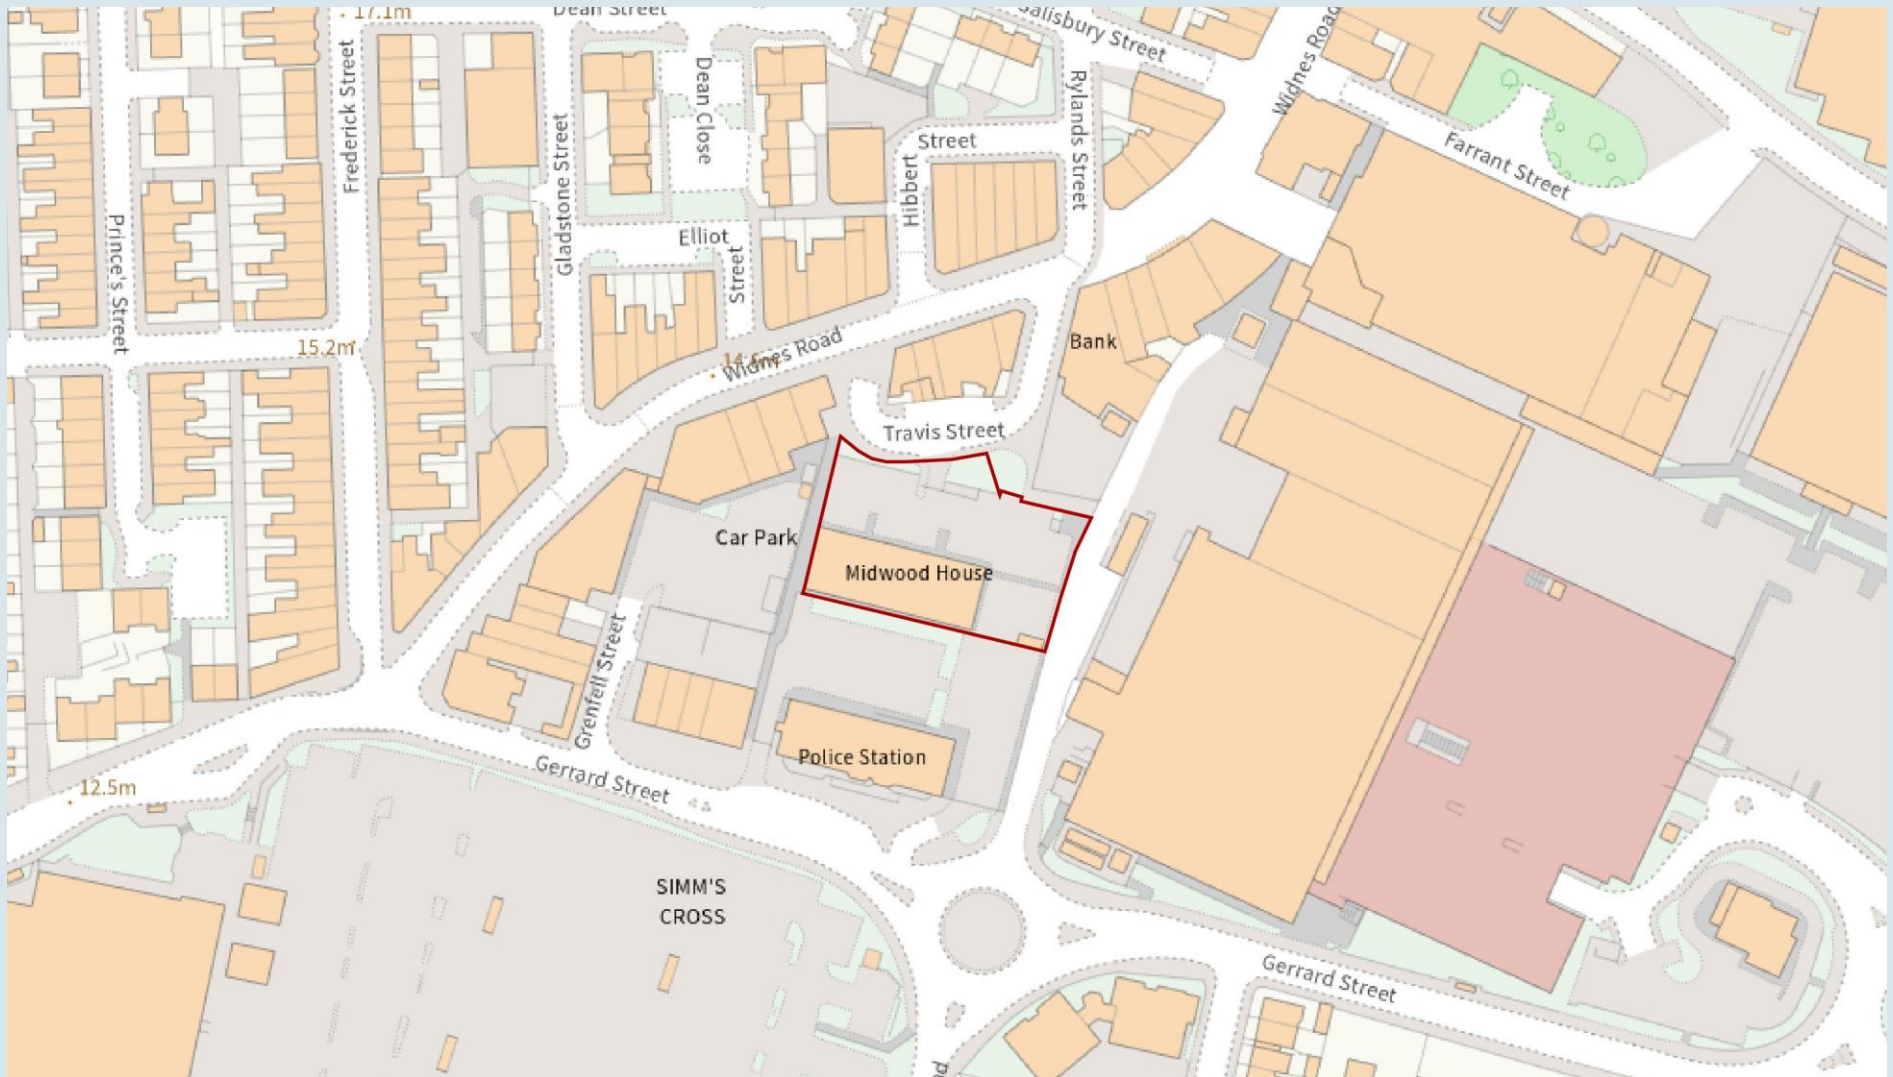 17.1m
Dean Street
Salisbury Street
Widnes Road
Frederick Street
Dean Close
Rylands Street
Gladstone Street
Hibbert
Street
Farrant Street
Prince's Street
Elliot
Street
15.2m
Widnes Road
Bank
Travis Street
Car Park
Midwood House
Grenfell Street
Police Station
Gerrard Street
12.5m
SIMM'S
CROSS
Gerrard Street